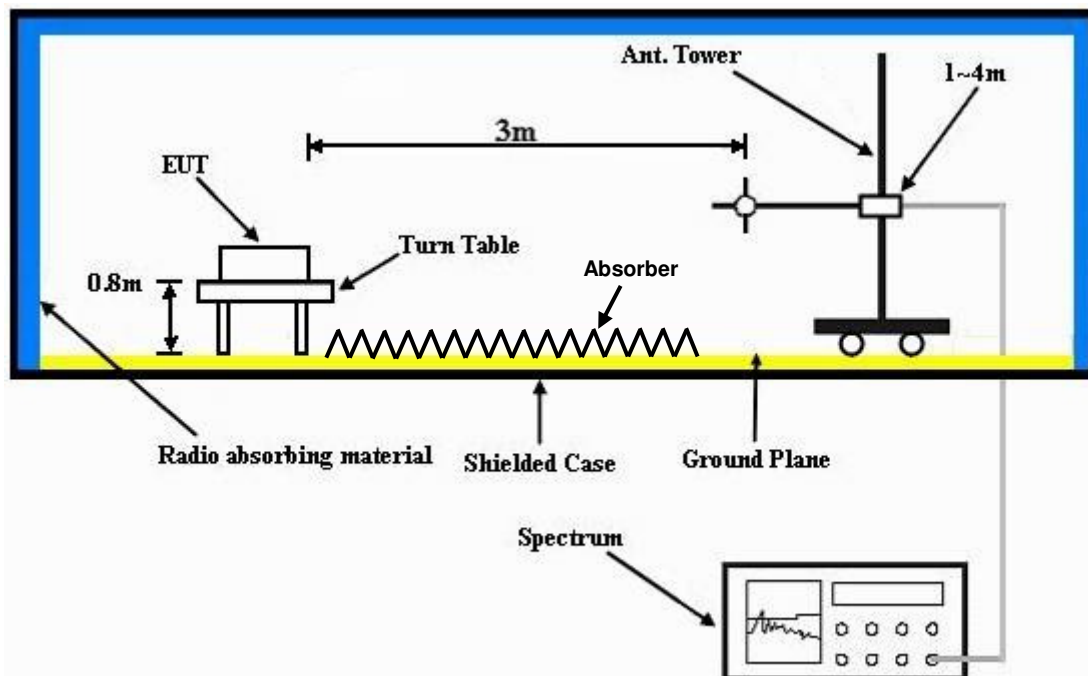 Ant. Tower
1~4m
3m
EUT
Turn Table
0.8m
Absorber
Radio absorbing material
Shielded Case
Ground Plane
Spectrum